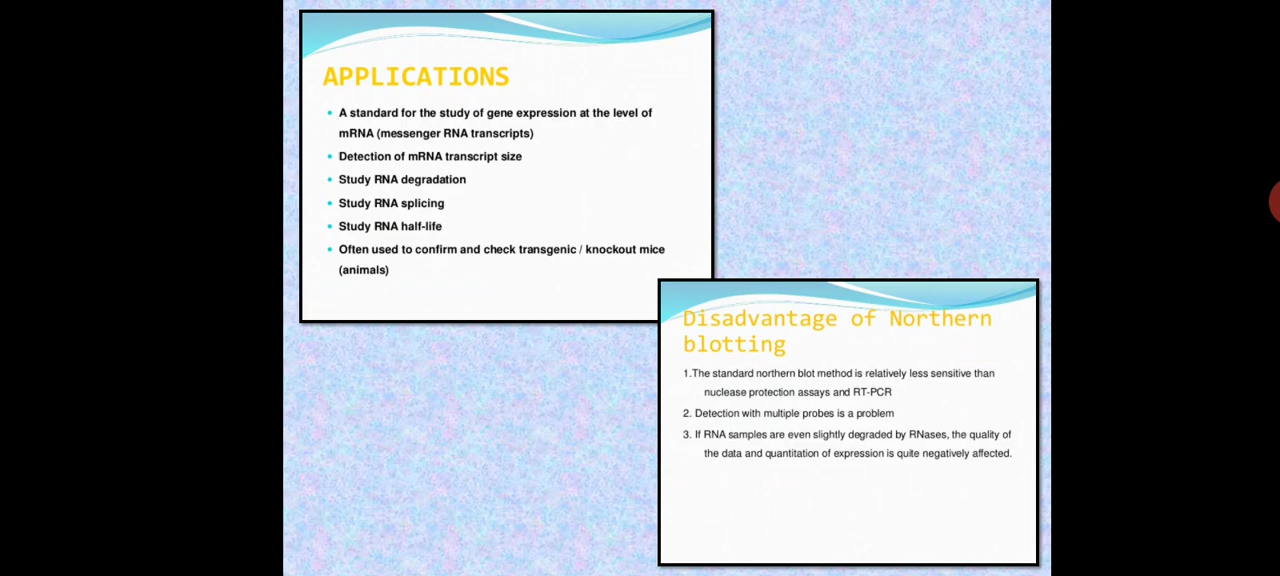 APPLICATIONS
• A standard for the study of gene expression at the level of
mRNA (messenger RNA transcripts)
• Detection of mRNA transcript size
• Study RNA degradation
• Study RNA splicing
• Study RNA half-life
• Often used to confirm and check transgenic / knockout mice
(animals)
Disadvantage of Northern
blotting
1.The standard northern blot method is relatively less sensitive than
nuclease protection assays and RT-PCR
2. Detection with multiple probes is a problem
3. If RNA samples are even slightly degraded by RNases, the quality of
the data and quantitation of expression is quite negatively affected.